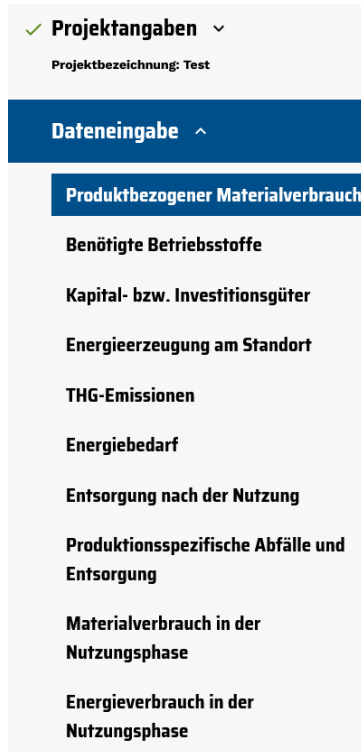 Projektangaben
Projektbezeichnung: Test
Dateneingabe
Produktbezogener Materialverbrauch
Benötigte Betriebsstoffe
Kapital- bzw. Investitionsgüter
Energieerzeugung am Standort
THG-Emissionen
Energiebedarf
Entsorgung nach der Nutzung
Produktionsspezifische Abfälle und
Entsorgung
Materialverbrauch in der
Nutzungsphase
Energieverbrauch in der
Nutzungsphase